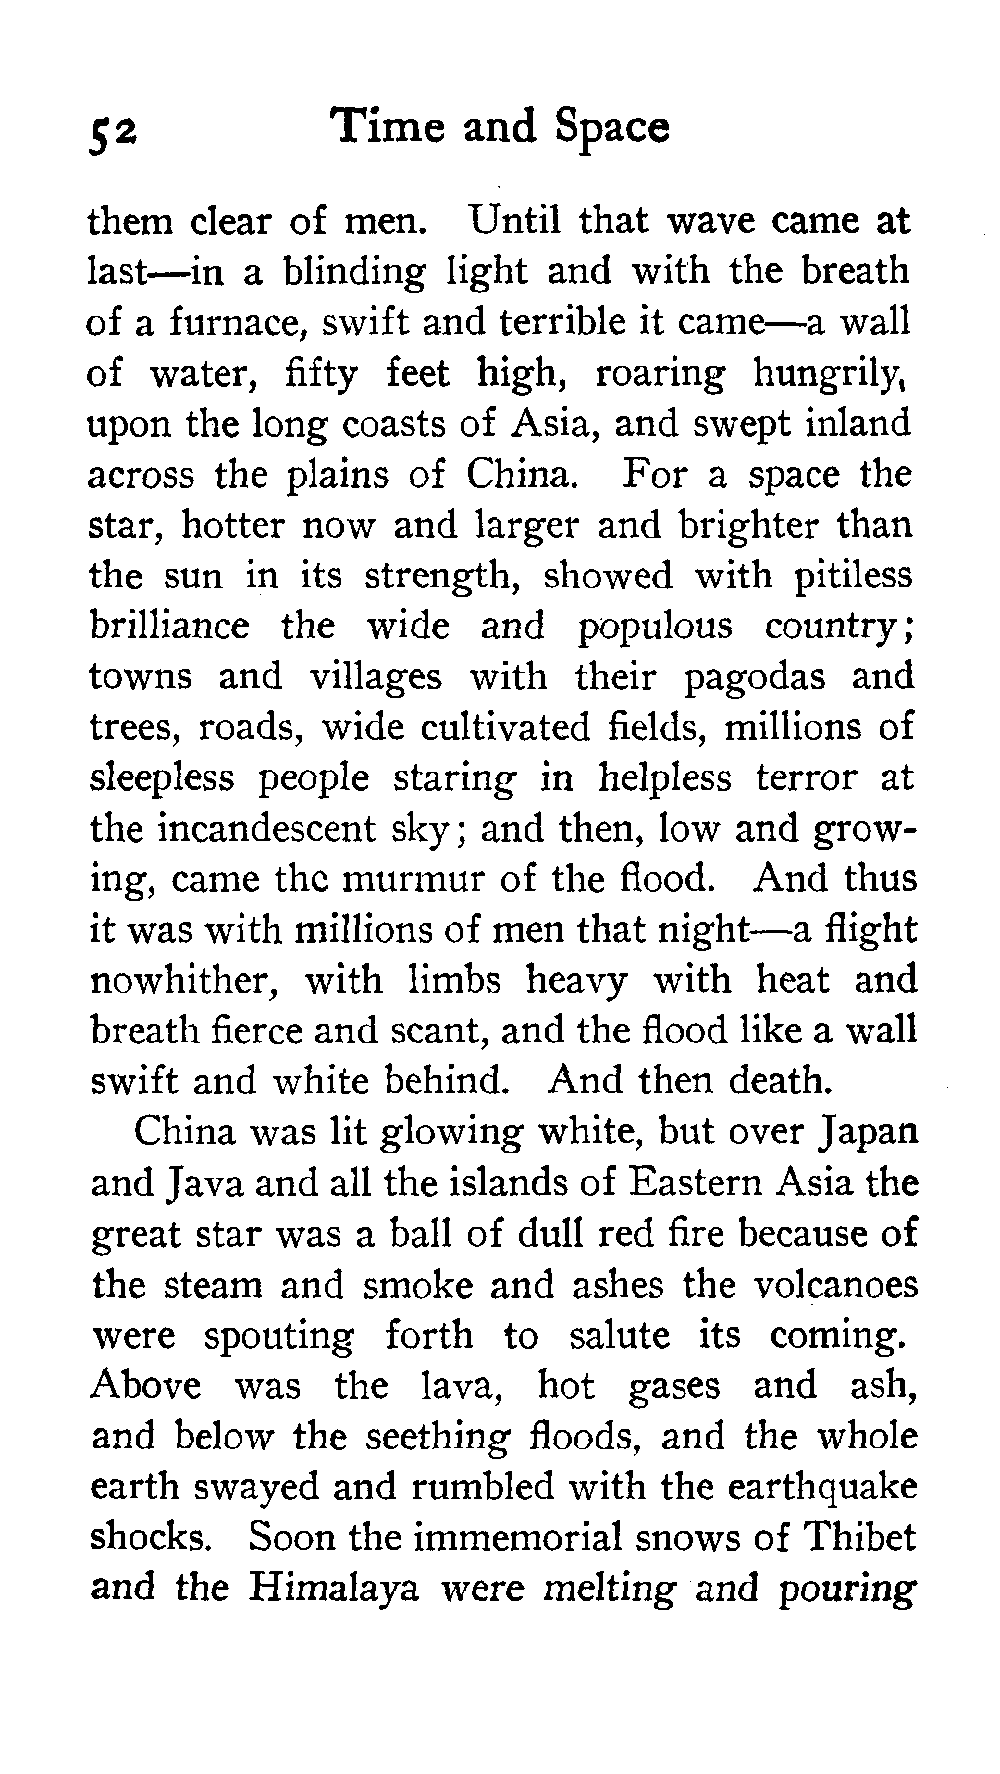 52 Time and Space
them clear of men. Until that wave came at
last—in a blinding light and with the breath
of a furnace, swift and terrible it came—a wall
of water, fifty feet high, roaring hungrily,
upon the long coasts of Asia, and swept inland
across the plains of China. For a space the
star, hotter now and larger and brighter than
the sun in its strength, showed with pitiless
brilliance the wide and populous country;
towns and villages with their pagodas and
trees, roads, wide cultivated fields, millions of
sleepless people staring in helpless terror at
the incandescent sky; and then, low and grow-
ing, came the murmur of the flood. And thus
it was with millions of men that night—a flight
nowhither, with limbs heavy with heat and
breath fierce and scant, and the flood like a wall
swift and white behind. And then death.
China was lit glowing white, but over Japan
and Java and all the islands of Eastern Asia the
great star was a ball of dull red fire because of
the steam and smoke and ashes the volcanoes
were spouting forth to salute its coming.
Above was the lava, hot gases and ash,
and below the seething floods, and the whole
earth swayed and rumbled with the earthquake
shocks. Soon the immemorial snows of Thibet
and the Himalaya were melting and pouring